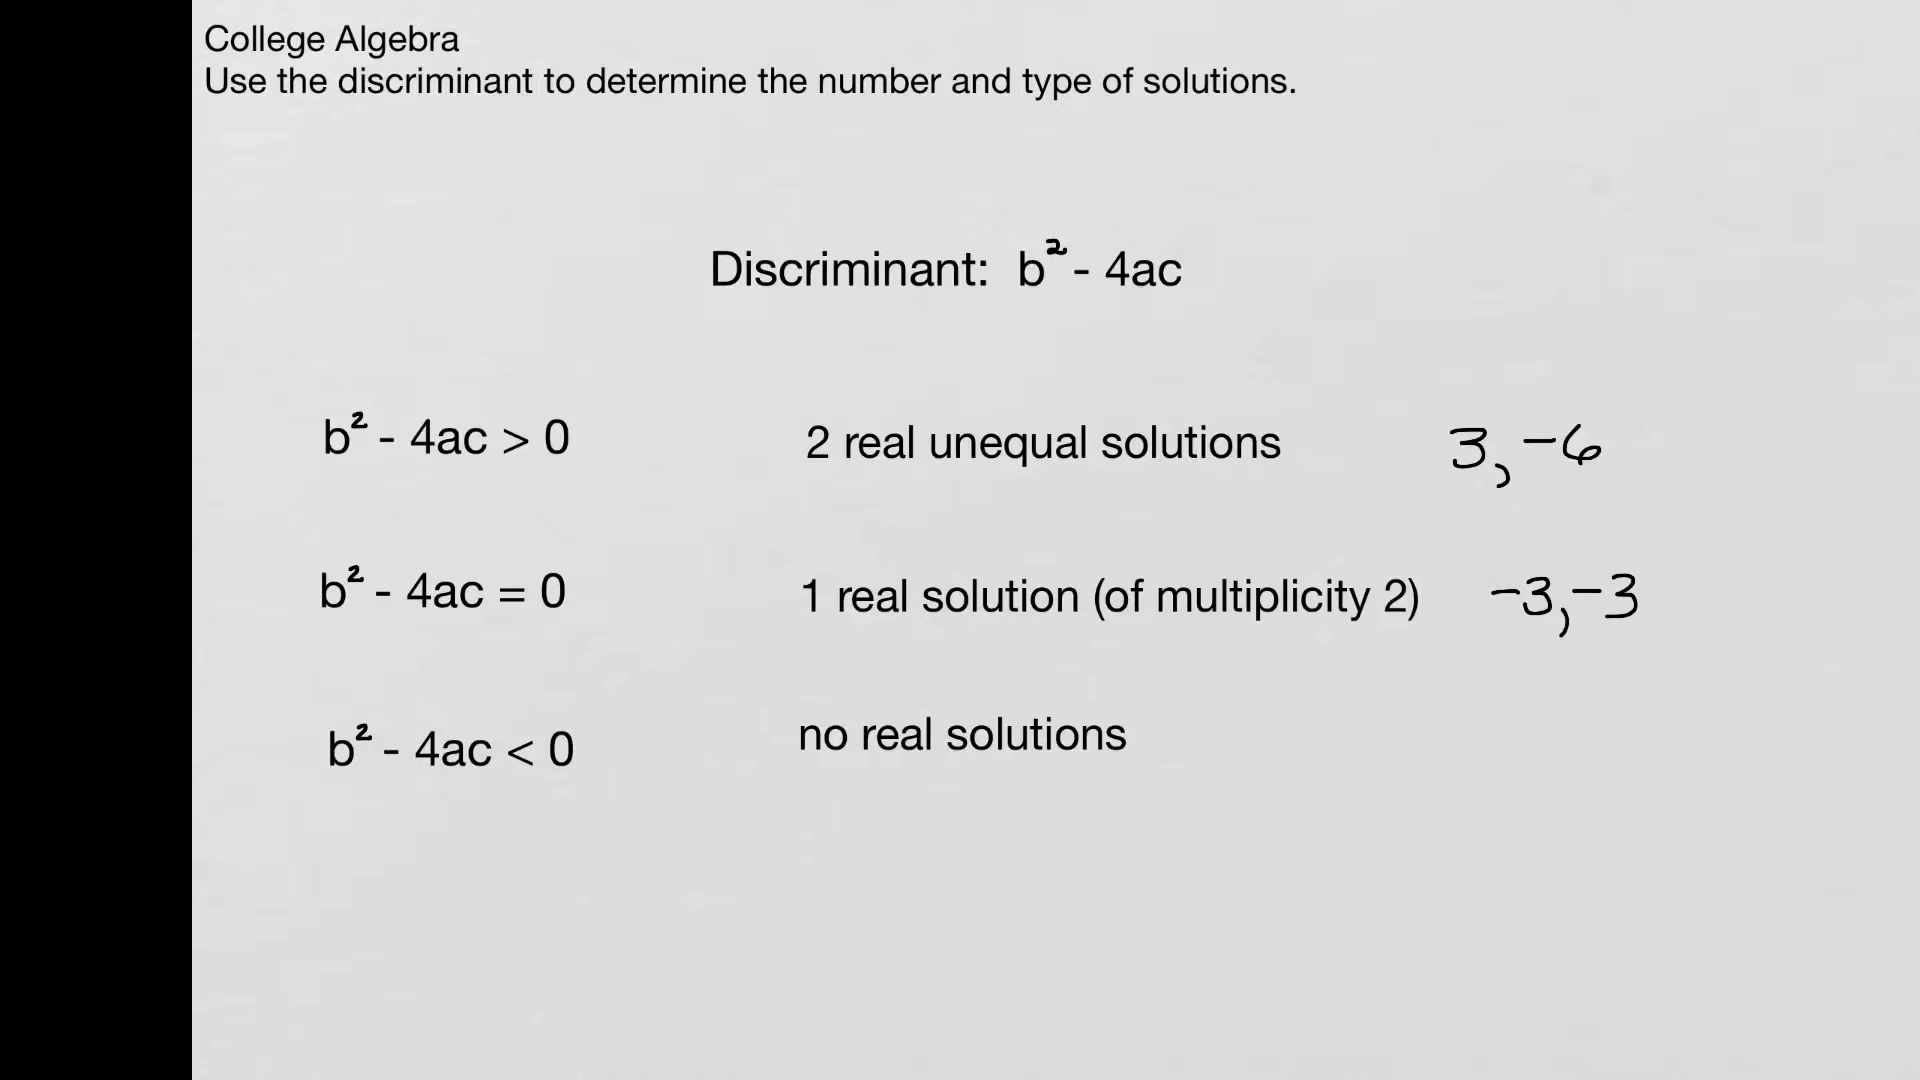 College Algebra
Use the discriminant to determine the number and type of solutions.
Discriminant: b² - 4ac
b² - 4ac > 0 2 real unequal solutions 3, -6
b² - 4ac = 0 1 real solution (of multiplicity 2) -3, -3
b² - 4ac < 0 no real solutions